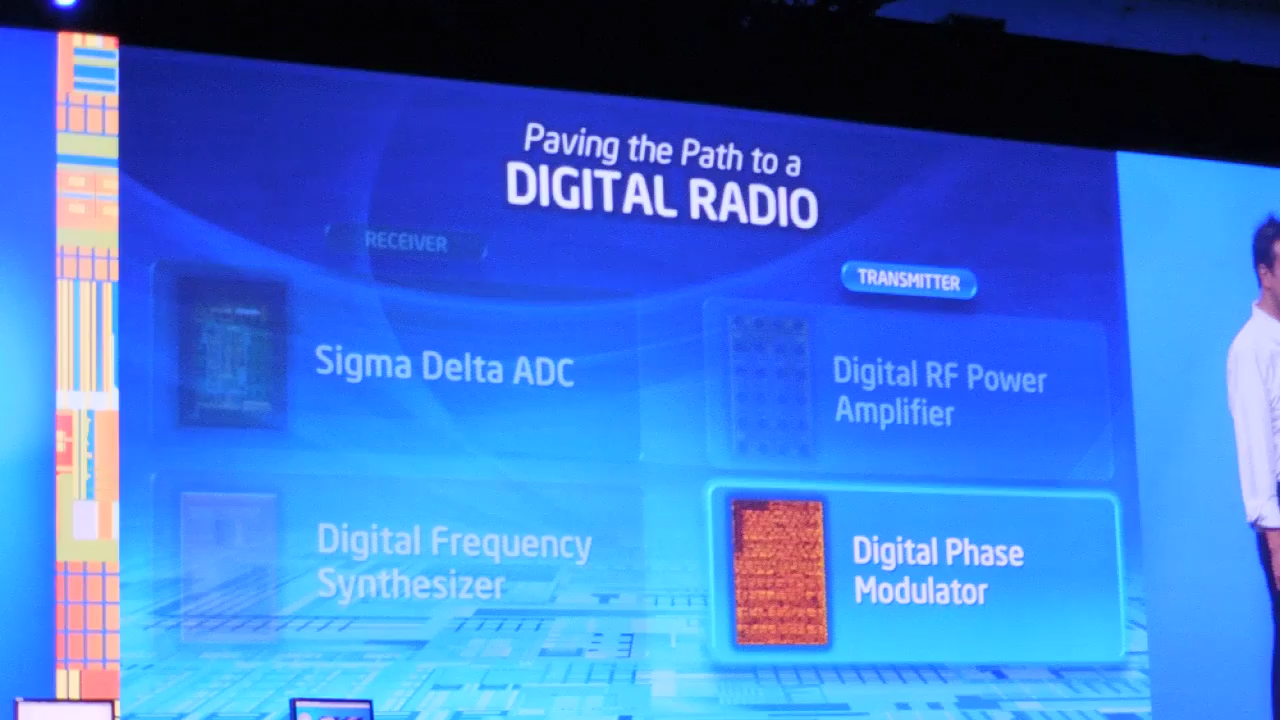 Paving the Path to a
DIGITAL RADIO
RECEIVER
TRANSMITTER
Sigma Delta ADC
Digital RF Power
Amplifier
Digital Frequency
Synthesizer
Digital Phase
Modulator